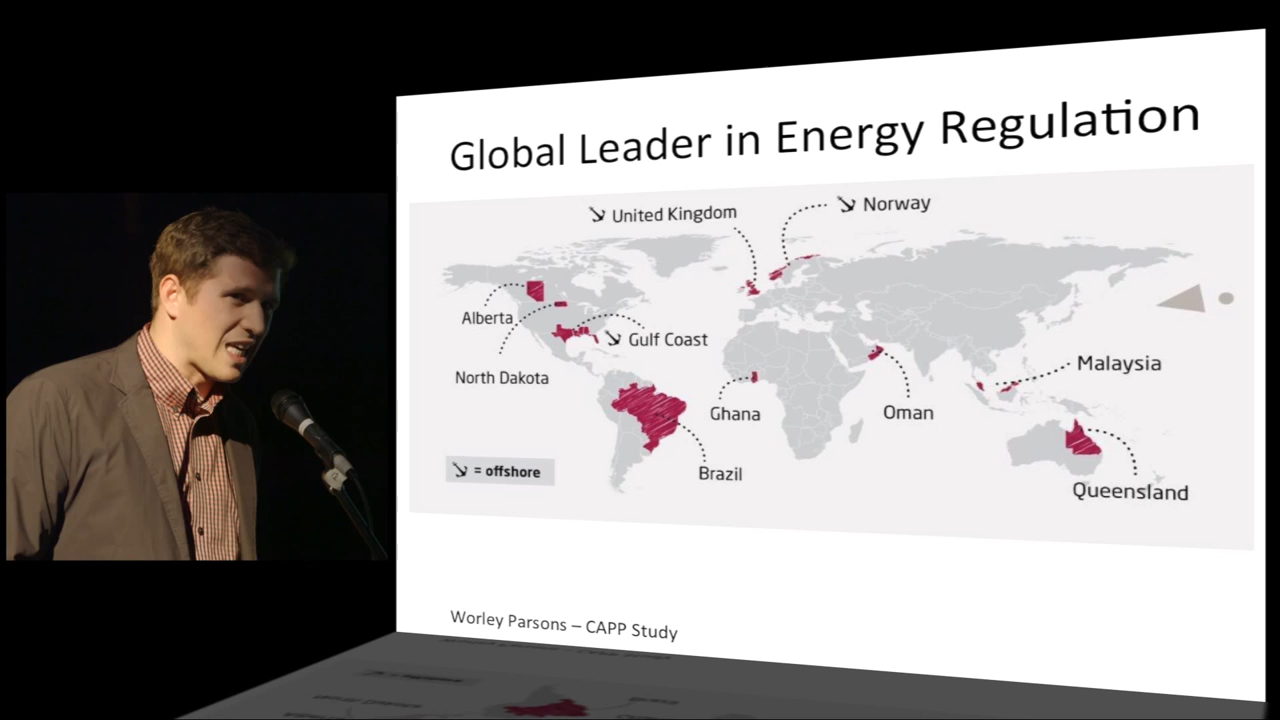 Global Leader in Energy Regulation
United Kingdom
Norway
Alberta
Gulf Coast
North Dakota
Malaysia
Ghana
Oman
Brazil
= offshore
Queensland
Worley Parsons – CAPP Study